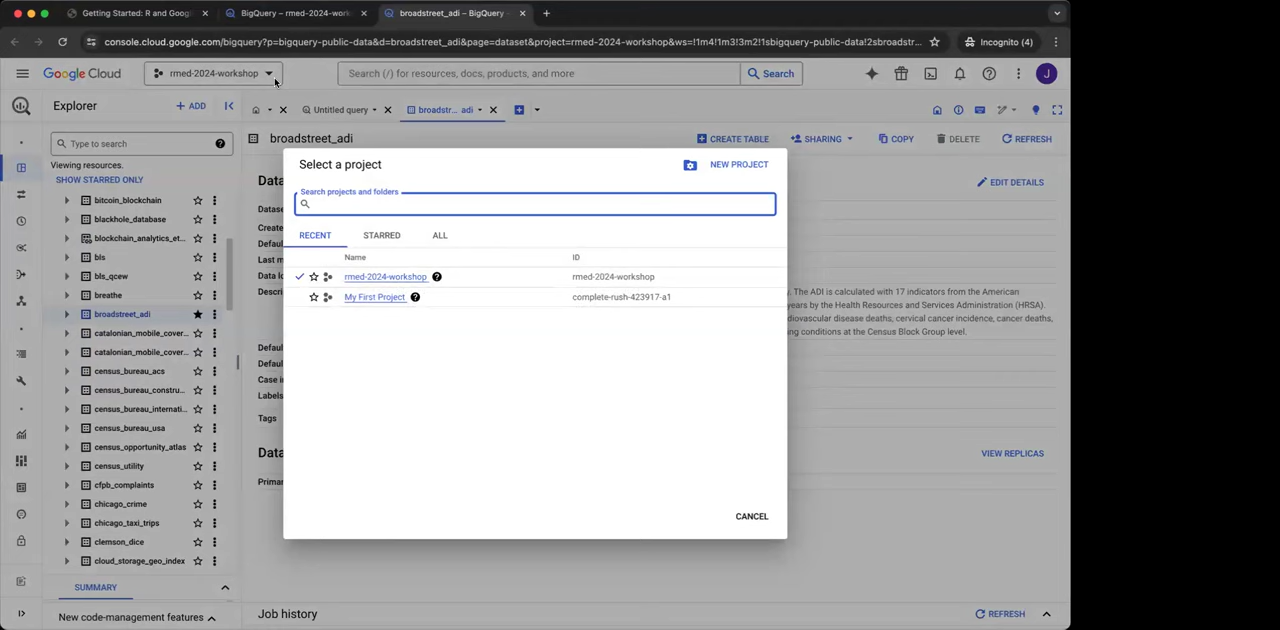 Getting Started: R and Goog
BigQuery – rmed-2024-work
broadstreet_adi – BigQuery
console.cloud.google.com/bigquery?p=bigquery-public-data&d=broadstreet_adi&page=dataset&project=rmed-2024-workshop&ws=!1m4!1m3!3m2!1sbigquery-public-data!2sbroadstr...
Incognito (4)
Google Cloud
rmed-2024-workshop
Search (/) for resources, docs, products, and more
Search
J
Explorer
+ ADD
Untitled query
broadstr... adi
Type to search
broadstreet_adi
CREATE TABLE
SHARING
COPY
DELETE
REFRESH
Viewing resources.
SHOW STARRED ONLY
bitcoin_blockchain
blackhole_database
blockchain_analytics_et...
bls
bls_qcew
breathe
broadstreet_adi
catalonian_mobile_cover...
catalonian_mobile_cover...
census_bureau_acs
census_bureau_constru...
census_bureau_internati...
census_bureau_usa
census_opportunity_atlas
census_utility
cfpb_complaints
chicago_crime
chicago_taxi_trips
clemson_dice
cloud_storage_geo_index
SUMMARY
New code-management features
Data
EDIT DETAILS
Datase
Create
Defaul
Last m
Data lo
Descri
. The ADI is calculated with 17 indicators from the American
years by the Health Resources and Services Administration (HRSA).
diovascular disease deaths, cervical cancer incidence, cancer deaths,
ng conditions at the Census Block Group level.
Defaul
Defaul
Case in
Labels
Tags
Data
VIEW REPLICAS
Primar
Select a project
NEW PROJECT
Search projects and folders
RECENT
STARRED
ALL
Name
ID
rmed-2024-workshop
rmed-2024-workshop
My First Project
complete-rush-423917-a1
CANCEL
Job history
REFRESH